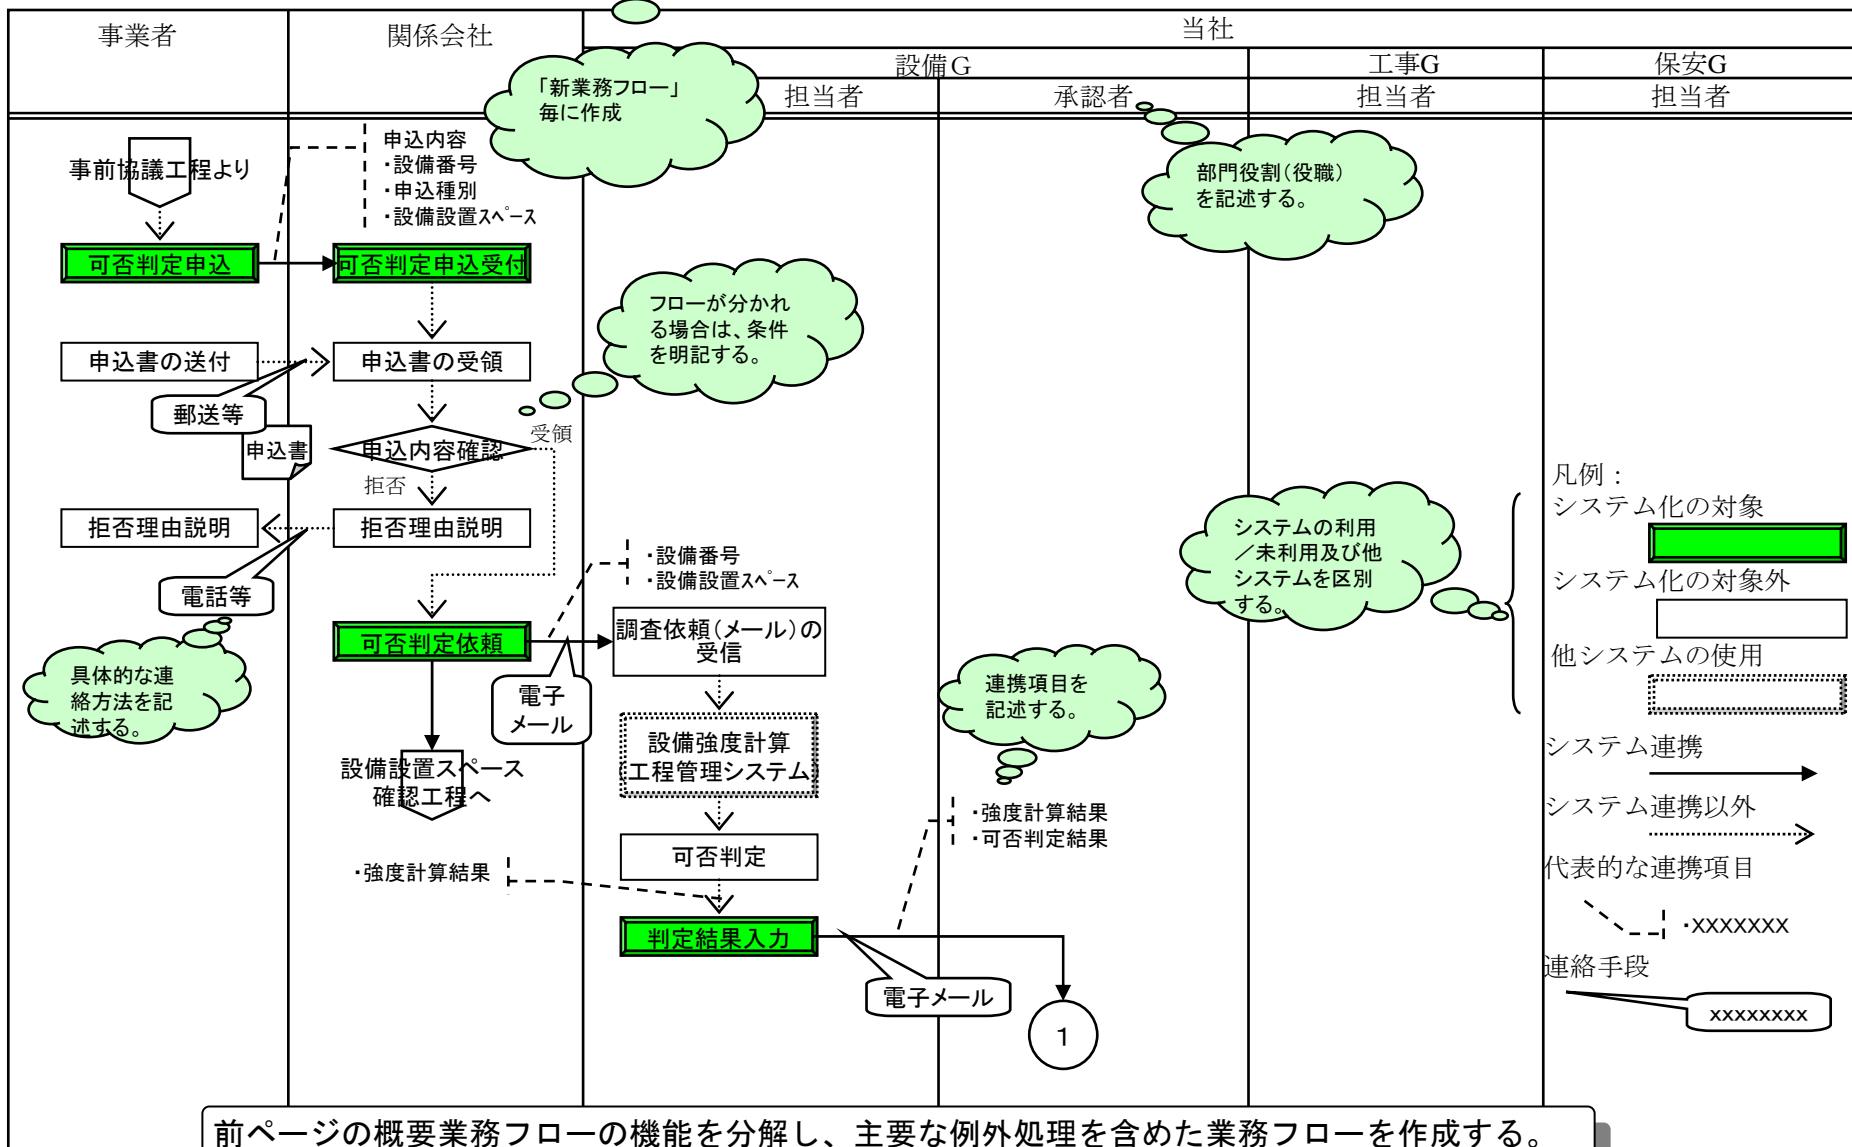 事業者
関係会社
当社
設備G
工事G
保安G
担当者
承認者
担当者
担当者
「新業務フロー」
毎に作成
事前協議工程より
申込内容
・設備番号
・申込種別
・設備設置スペース
部門役割(役職)
を記述する。
可否判定申込
可否判定申込受付
フローが分かれ
る場合は、条件
を明記する。
申込書の送付
申込書の受領
郵送等
申込書
申込内容確認
受領
拒否
拒否理由説明
拒否理由説明
電話等
・設備番号
・設備設置スペース
システムの利用
/未利用及び他
システムを区別
する。
凡例:
システム化の対象
システム化の対象外
他システムの使用
システム連携
システム連携以外
代表的な連携項目
・xxxxxxx
連絡手段
xxxxxxxx
可否判定依頼
調査依頼(メール)の
受信
具体的な連
絡方法を記
述する。
電子
メール
連携項目を
記述する。
設備強度計算
工程管理システム
設備設置スペース
確認工程へ
・強度計算結果
・可否判定結果
可否判定
・強度計算結果
判定結果入力
電子メール
1
前ページの概要業務フローの機能を分解し、主要な例外処理を含めた業務フローを作成する。